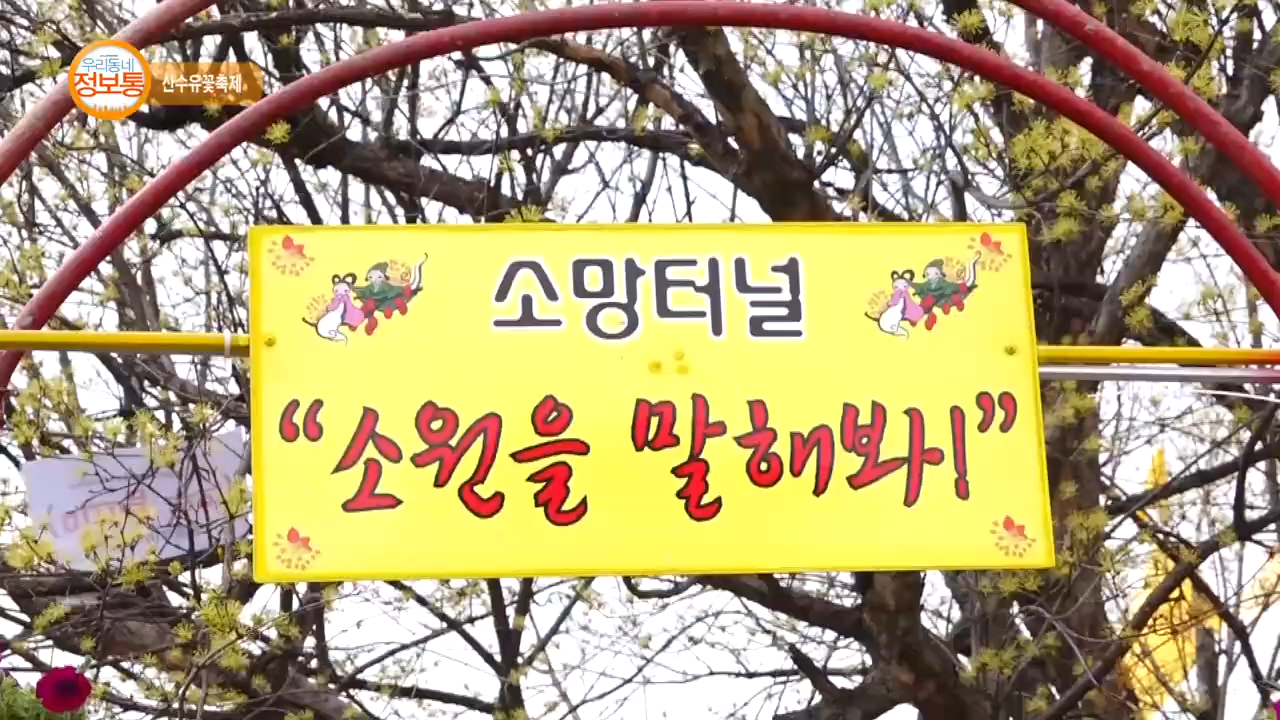 우리동네
정보통
산수유꽃축제
소망터널
“소원을 말해봐!”